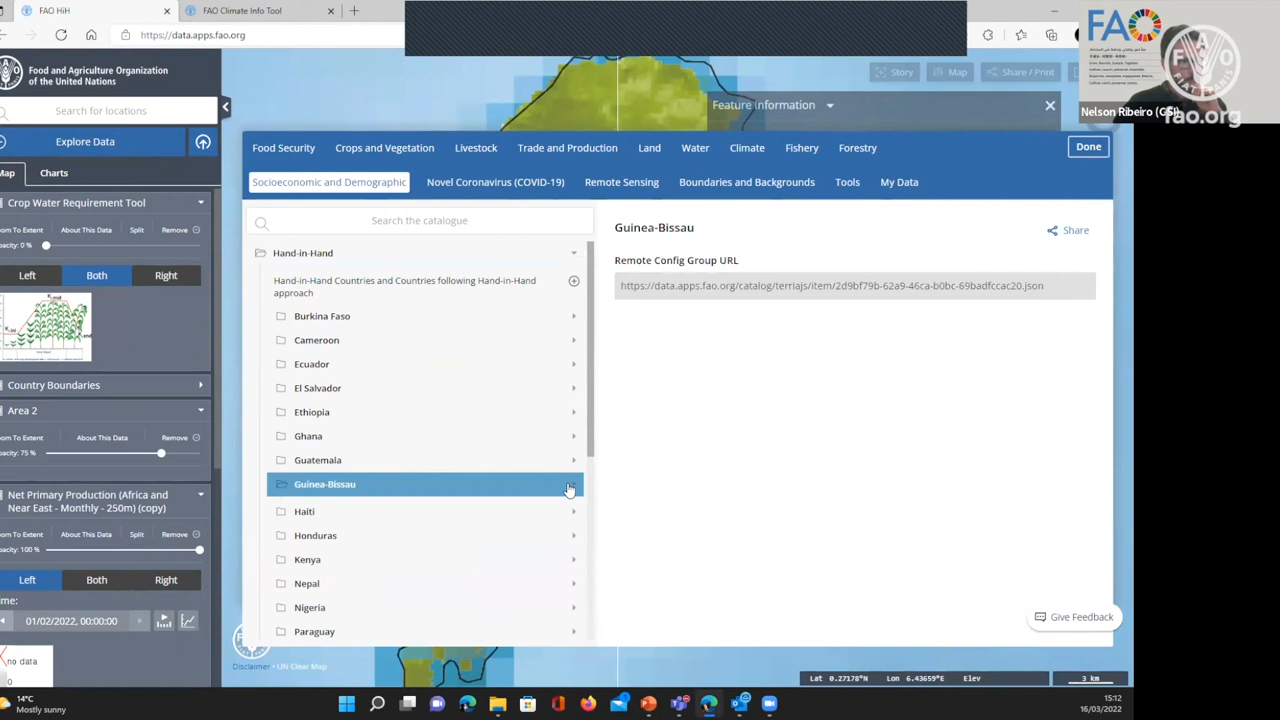 FAO HiH
FAO Climate Info Tool
https://data.apps.fao.org
FAO
Nelson Ribeiro (CSI)
fao.org
Food and Agriculture Organization
of the United Nations
Search for locations
Explore Data
Map
Charts
Story
Map
Share / Print
Feature Information
Crop Water Requirement Tool
Zoom To Extent
About This Data
Split
Remove
Opacity: 0 %
Left
Both
Right
Country Boundaries
Area 2
Zoom To Extent
About This Data
Remove
Opacity: 75 %
Net Primary Production (Africa and
Near East - Monthly - 250m) (copy)
Zoom To Extent
About This Data
Split
Remove
Opacity: 100 %
Left
Both
Right
Time:
01/02/2022, 00:00:00
no data
Food Security
Crops and Vegetation
Livestock
Trade and Production
Land
Water
Climate
Fishery
Forestry
Done
Socioeconomic and Demographic
Novel Coronavirus (COVID-19)
Remote Sensing
Boundaries and Backgrounds
Tools
My Data
Search the catalogue
Hand-in-Hand
Hand-in-Hand Countries and Countries following Hand-in-Hand
approach
Burkina Faso
Cameroon
Ecuador
El Salvador
Ethiopia
Ghana
Guatemala
Guinea-Bissau
Haiti
Honduras
Kenya
Nepal
Nigeria
Paraguay
Guinea-Bissau
Share
Remote Config Group URL
https://data.apps.fao.org/catalog/terriajs/item/2d9bf79b-62a9-46ca-b0bc-69badfccac20.json
Give Feedback
Disclaimer - UN Clear Map
Lat 0.27178°N Lon 6.43659°E Elev
3 km
14°C
Mostly sunny
15:12
16/03/2022